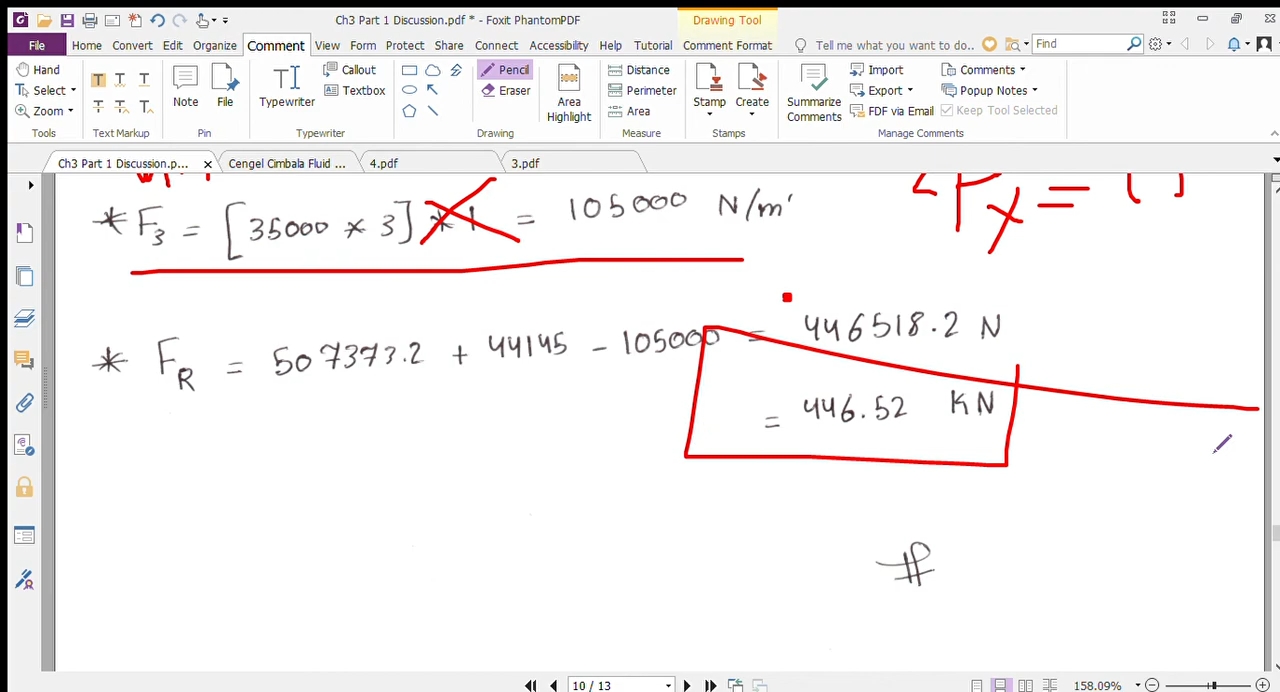 Ch3 Part 1 Discussion.pdf * - Foxit PhantomPDF
Drawing Tool
File Home Convert Edit Organize Comment View Form Protect Share Connect Accessibility Help Tutorial Comment Format Tell me what you want to do.. Find
Hand
Select
Zoom
Tools
Text Markup
Note
File
Pin
Typewriter
Callout
Textbox
Typewriter
Pencil
Eraser
Drawing
Area Highlight
Distance
Perimeter
Area
Measure
Stamp
Create
Stamps
Summarize Comments
Import
Export
FDF via Email
Comments
Popup Notes
Keep Tool Selected
Manage Comments
Ch3 Part 1 Discussion.p... × Cengel Cimbala Fluid ... 4.pdf 3.pdf
* F3 = [35000 * 3] * 1 = 105000 N/m'
* FR = 507373.2 + 44145 - 105000 = 446518.2 N
= 446.52 KN
#
10 / 13
158.09%